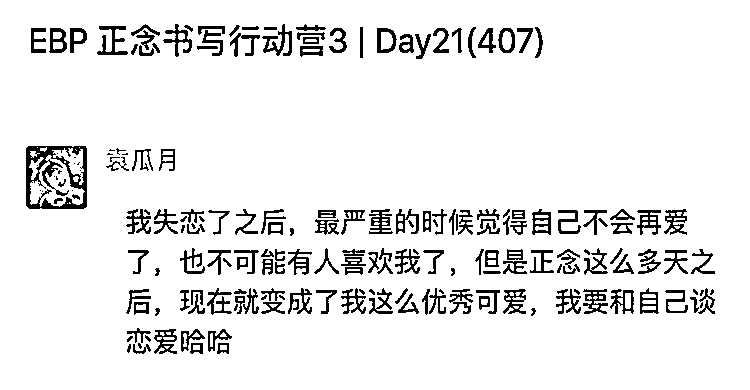 EBP 正念书写行动营3 | Day21(407)
袁瓜月
我失恋了之后，最严重的时候觉得自己不会再爱
了，也不可能有人喜欢我了，但是正念这么多天之
后，现在就变成了我这么优秀可爱，我要和自己谈
恋爱哈哈